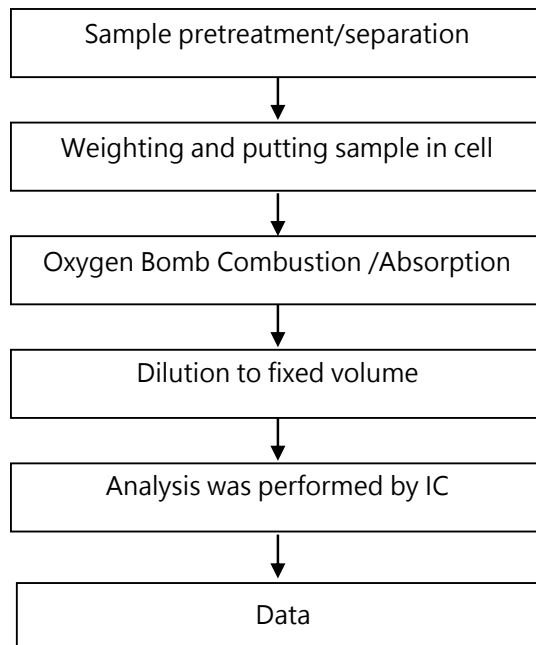 Sample pretreatment/separation
Weighting and putting sample in cell
Oxygen Bomb Combustion /Absorption
Dilution to fixed volume
Analysis was performed by IC
Data